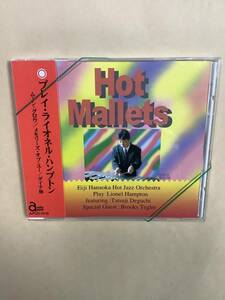 プレイ・ライオネル・ハンプトン
Hot
Mallets
Eiji Hanaoka Hot Jazz Orchestra
Play Lionel Hampton
featuring :Tatsuji Deguchi
Special Guest : Brooks Tegler